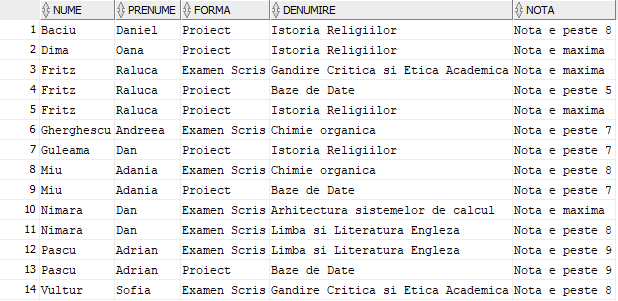 NUME PRENUME FORMA DENUMIRE NOTA
1 Baciu Daniel Proiect Istoria Religiilor Nota e peste 8
2 Dima Oana Proiect Istoria Religiilor Nota e maxima
3 Fritz Raluca Examen Scris Gandire Critica si Etica Academica Nota e maxima
4 Fritz Raluca Proiect Baze de Date Nota e peste 5
5 Fritz Raluca Proiect Istoria Religiilor Nota e maxima
6 Gherghescu Andreea Examen Scris Chimie organica Nota e peste 7
7 Guleama Dan Proiect Istoria Religiilor Nota e peste 7
8 Miu Adania Examen Scris Chimie organica Nota e peste 8
9 Miu Adania Proiect Baze de Date Nota e peste 7
10 Nimara Dan Examen Scris Arhitectura sistemelor de calcul Nota e maxima
11 Nimara Dan Examen Scris Limba si Literatura Engleza Nota e peste 8
12 Pascu Adrian Examen Scris Limba si Literatura Engleza Nota e peste 9
13 Pascu Adrian Proiect Baze de Date Nota e peste 9
14 Vultur Sofia Examen Scris Gandire Critica si Etica Academica Nota e peste 8